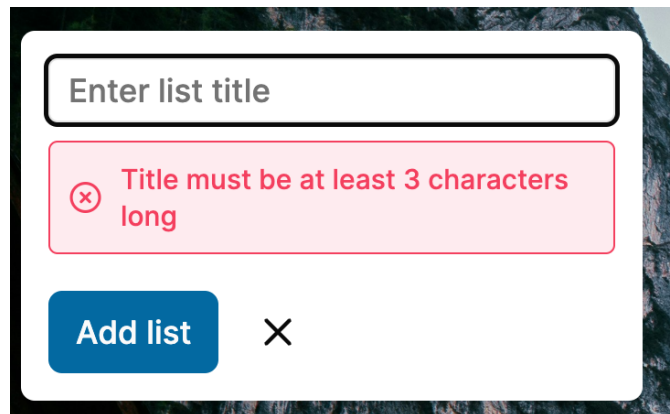 Enter list title
Title must be at least 3 characters
long
Add list